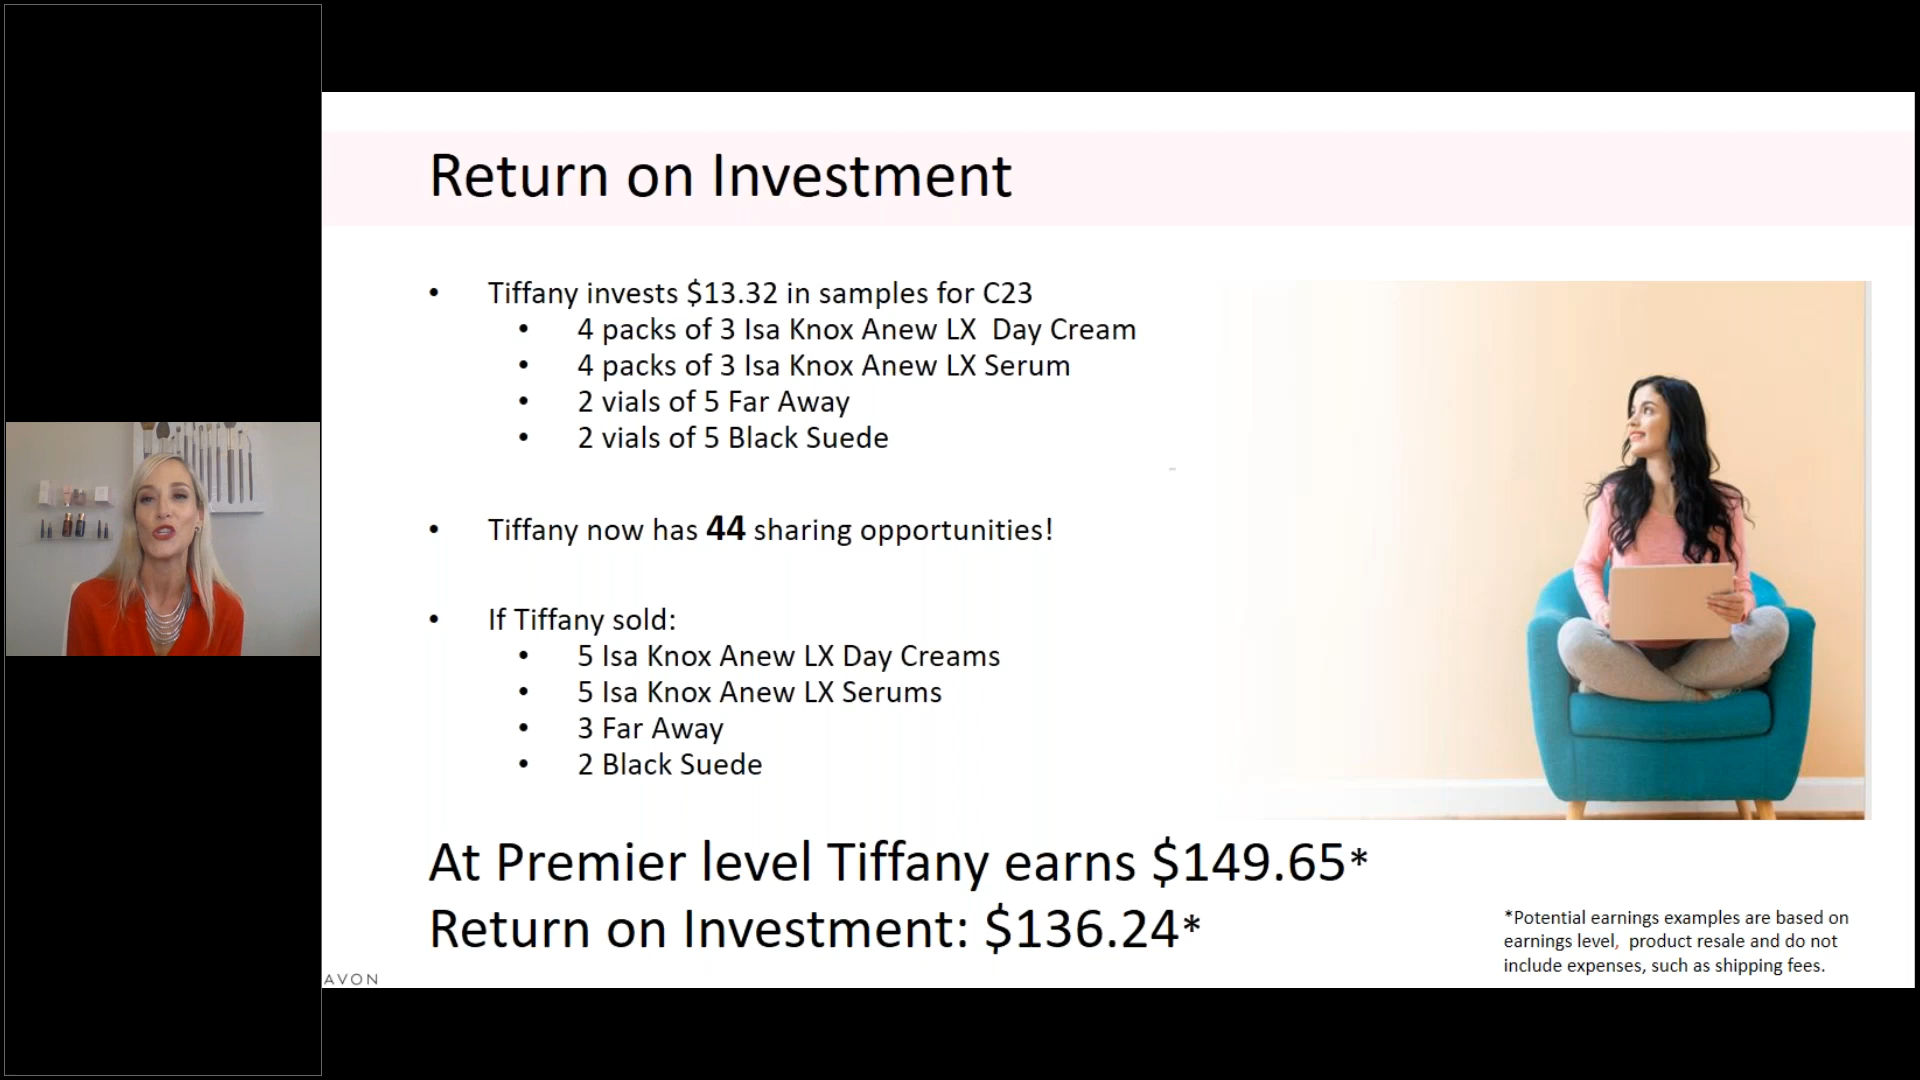 Return on Investment
• Tiffany invests $13.32 in samples for C23
• 4 packs of 3 Isa Knox Anew LX  Day Cream
• 4 packs of 3 Isa Knox Anew LX Serum
• 2 vials of 5 Far Away
• 2 vials of 5 Black Suede
• Tiffany now has 44 sharing opportunities!
• If Tiffany sold:
• 5 Isa Knox Anew LX Day Creams
• 5 Isa Knox Anew LX Serums
• 3 Far Away
• 2 Black Suede
At Premier level Tiffany earns $149.65*
Return on Investment: $136.24*
*Potential earnings examples are based on
earnings level,  product resale and do not
include expenses, such as shipping fees.
AVON